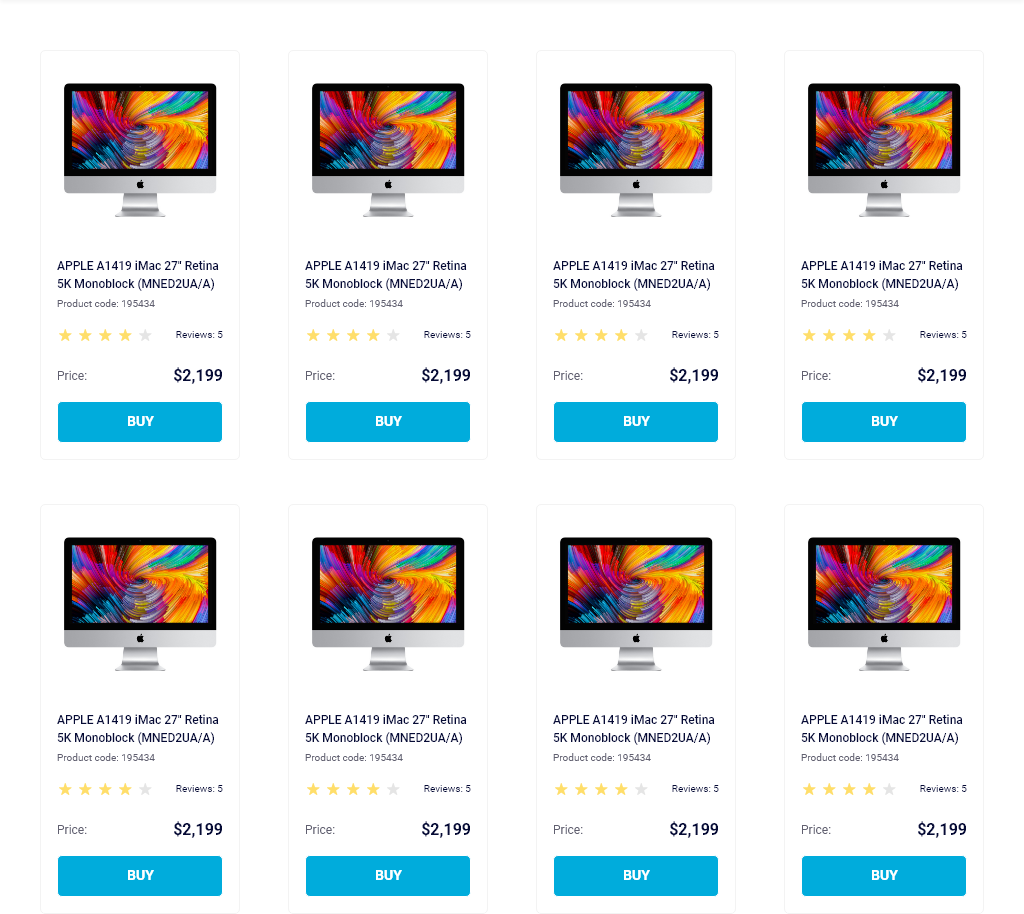 APPLE A1419 iMac 27" Retina
5K Monoblock (MNED2UA/A)
Product code: 195434
Reviews: 5
Price: $2,199
BUY
APPLE A1419 iMac 27" Retina
5K Monoblock (MNED2UA/A)
Product code: 195434
Reviews: 5
Price: $2,199
BUY
APPLE A1419 iMac 27" Retina
5K Monoblock (MNED2UA/A)
Product code: 195434
Reviews: 5
Price: $2,199
BUY
APPLE A1419 iMac 27" Retina
5K Monoblock (MNED2UA/A)
Product code: 195434
Reviews: 5
Price: $2,199
BUY
APPLE A1419 iMac 27" Retina
5K Monoblock (MNED2UA/A)
Product code: 195434
Reviews: 5
Price: $2,199
BUY
APPLE A1419 iMac 27" Retina
5K Monoblock (MNED2UA/A)
Product code: 195434
Reviews: 5
Price: $2,199
BUY
APPLE A1419 iMac 27" Retina
5K Monoblock (MNED2UA/A)
Product code: 195434
Reviews: 5
Price: $2,199
BUY
APPLE A1419 iMac 27" Retina
5K Monoblock (MNED2UA/A)
Product code: 195434
Reviews: 5
Price: $2,199
BUY